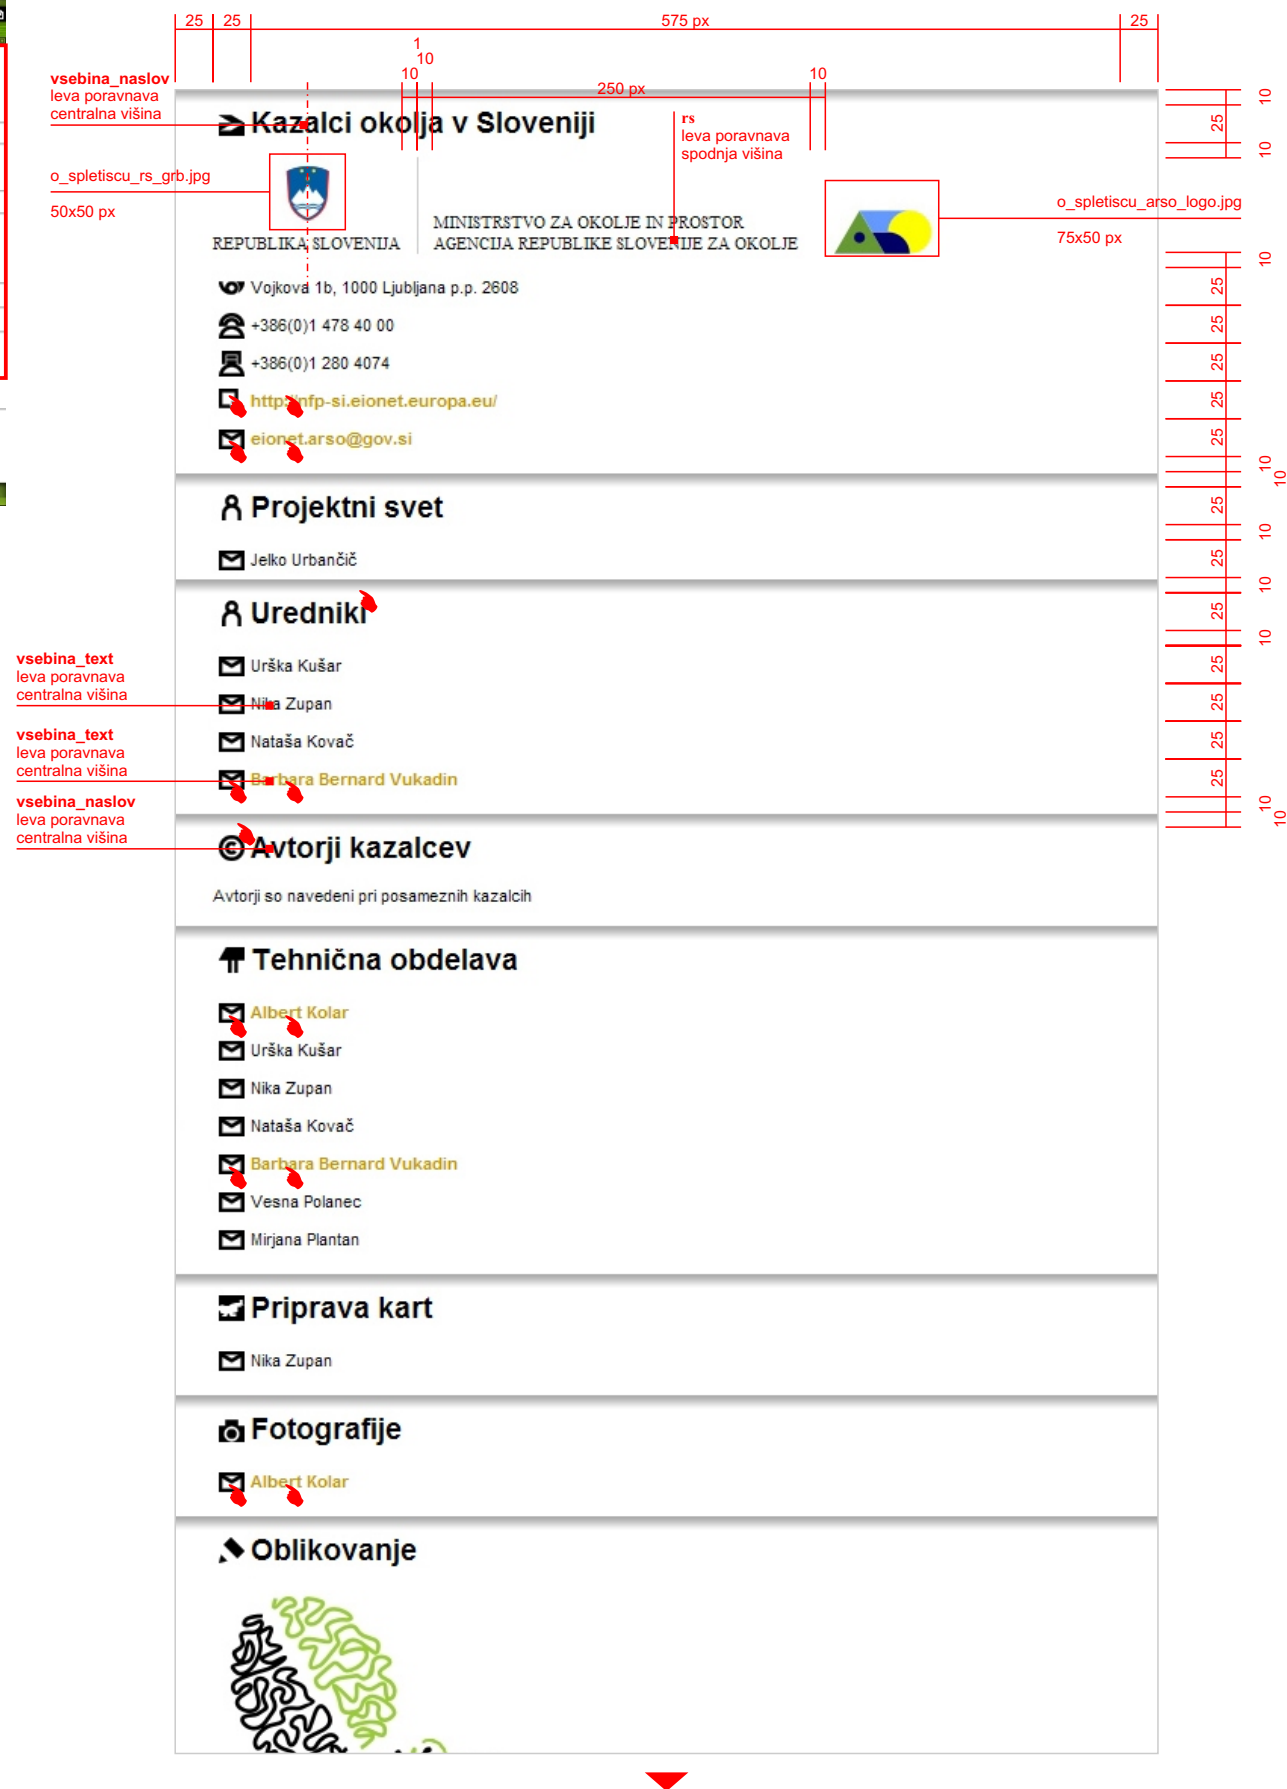 25 25 575 px 25
1
10
10 250 px 10
vsebina_naslov
leva poravnava
centralna višina
Kazalci okolja v Sloveniji
rs
leva poravnava
spodnja višina
10
25
10
o_spletiscu_rs_grb.jpg
50x50 px
o_spletiscu_arso_logo.jpg
75x50 px
REPUBLIKA SLOVENIJA
MINISTRSTVO ZA OKOLJE IN PROSTOR
AGENCIJA REPUBLIKE SLOVENIJE ZA OKOLJE
10
Vojkova 1b, 1000 Ljubljana p.p. 2608
25
+386(0)1 478 40 00
25
+386(0)1 280 4074
25
http://nfp-si.eionet.europa.eu/
25
eionet.arso@gov.si
25
10
10
Projektni svet
25
10
Jelko Urbančič
25
10
Uredniki
25
10
vsebina_text
leva poravnava
centralna višina
Urška Kušar
25
Nika Zupan
25
vsebina_text
leva poravnava
centralna višina
Nataša Kovač
25
Barbara Bernard Vukadin
25
10
10
vsebina_naslov
leva poravnava
centralna višina
Avtorji kazalcev
Avtorji so navedeni pri posameznih kazalcih
Tehnična obdelava
Albert Kolar
Urška Kušar
Nika Zupan
Nataša Kovač
Barbara Bernard Vukadin
Vesna Polanec
Mirjana Plantan
Priprava kart
Nika Zupan
Fotografije
Albert Kolar
Oblikovanje